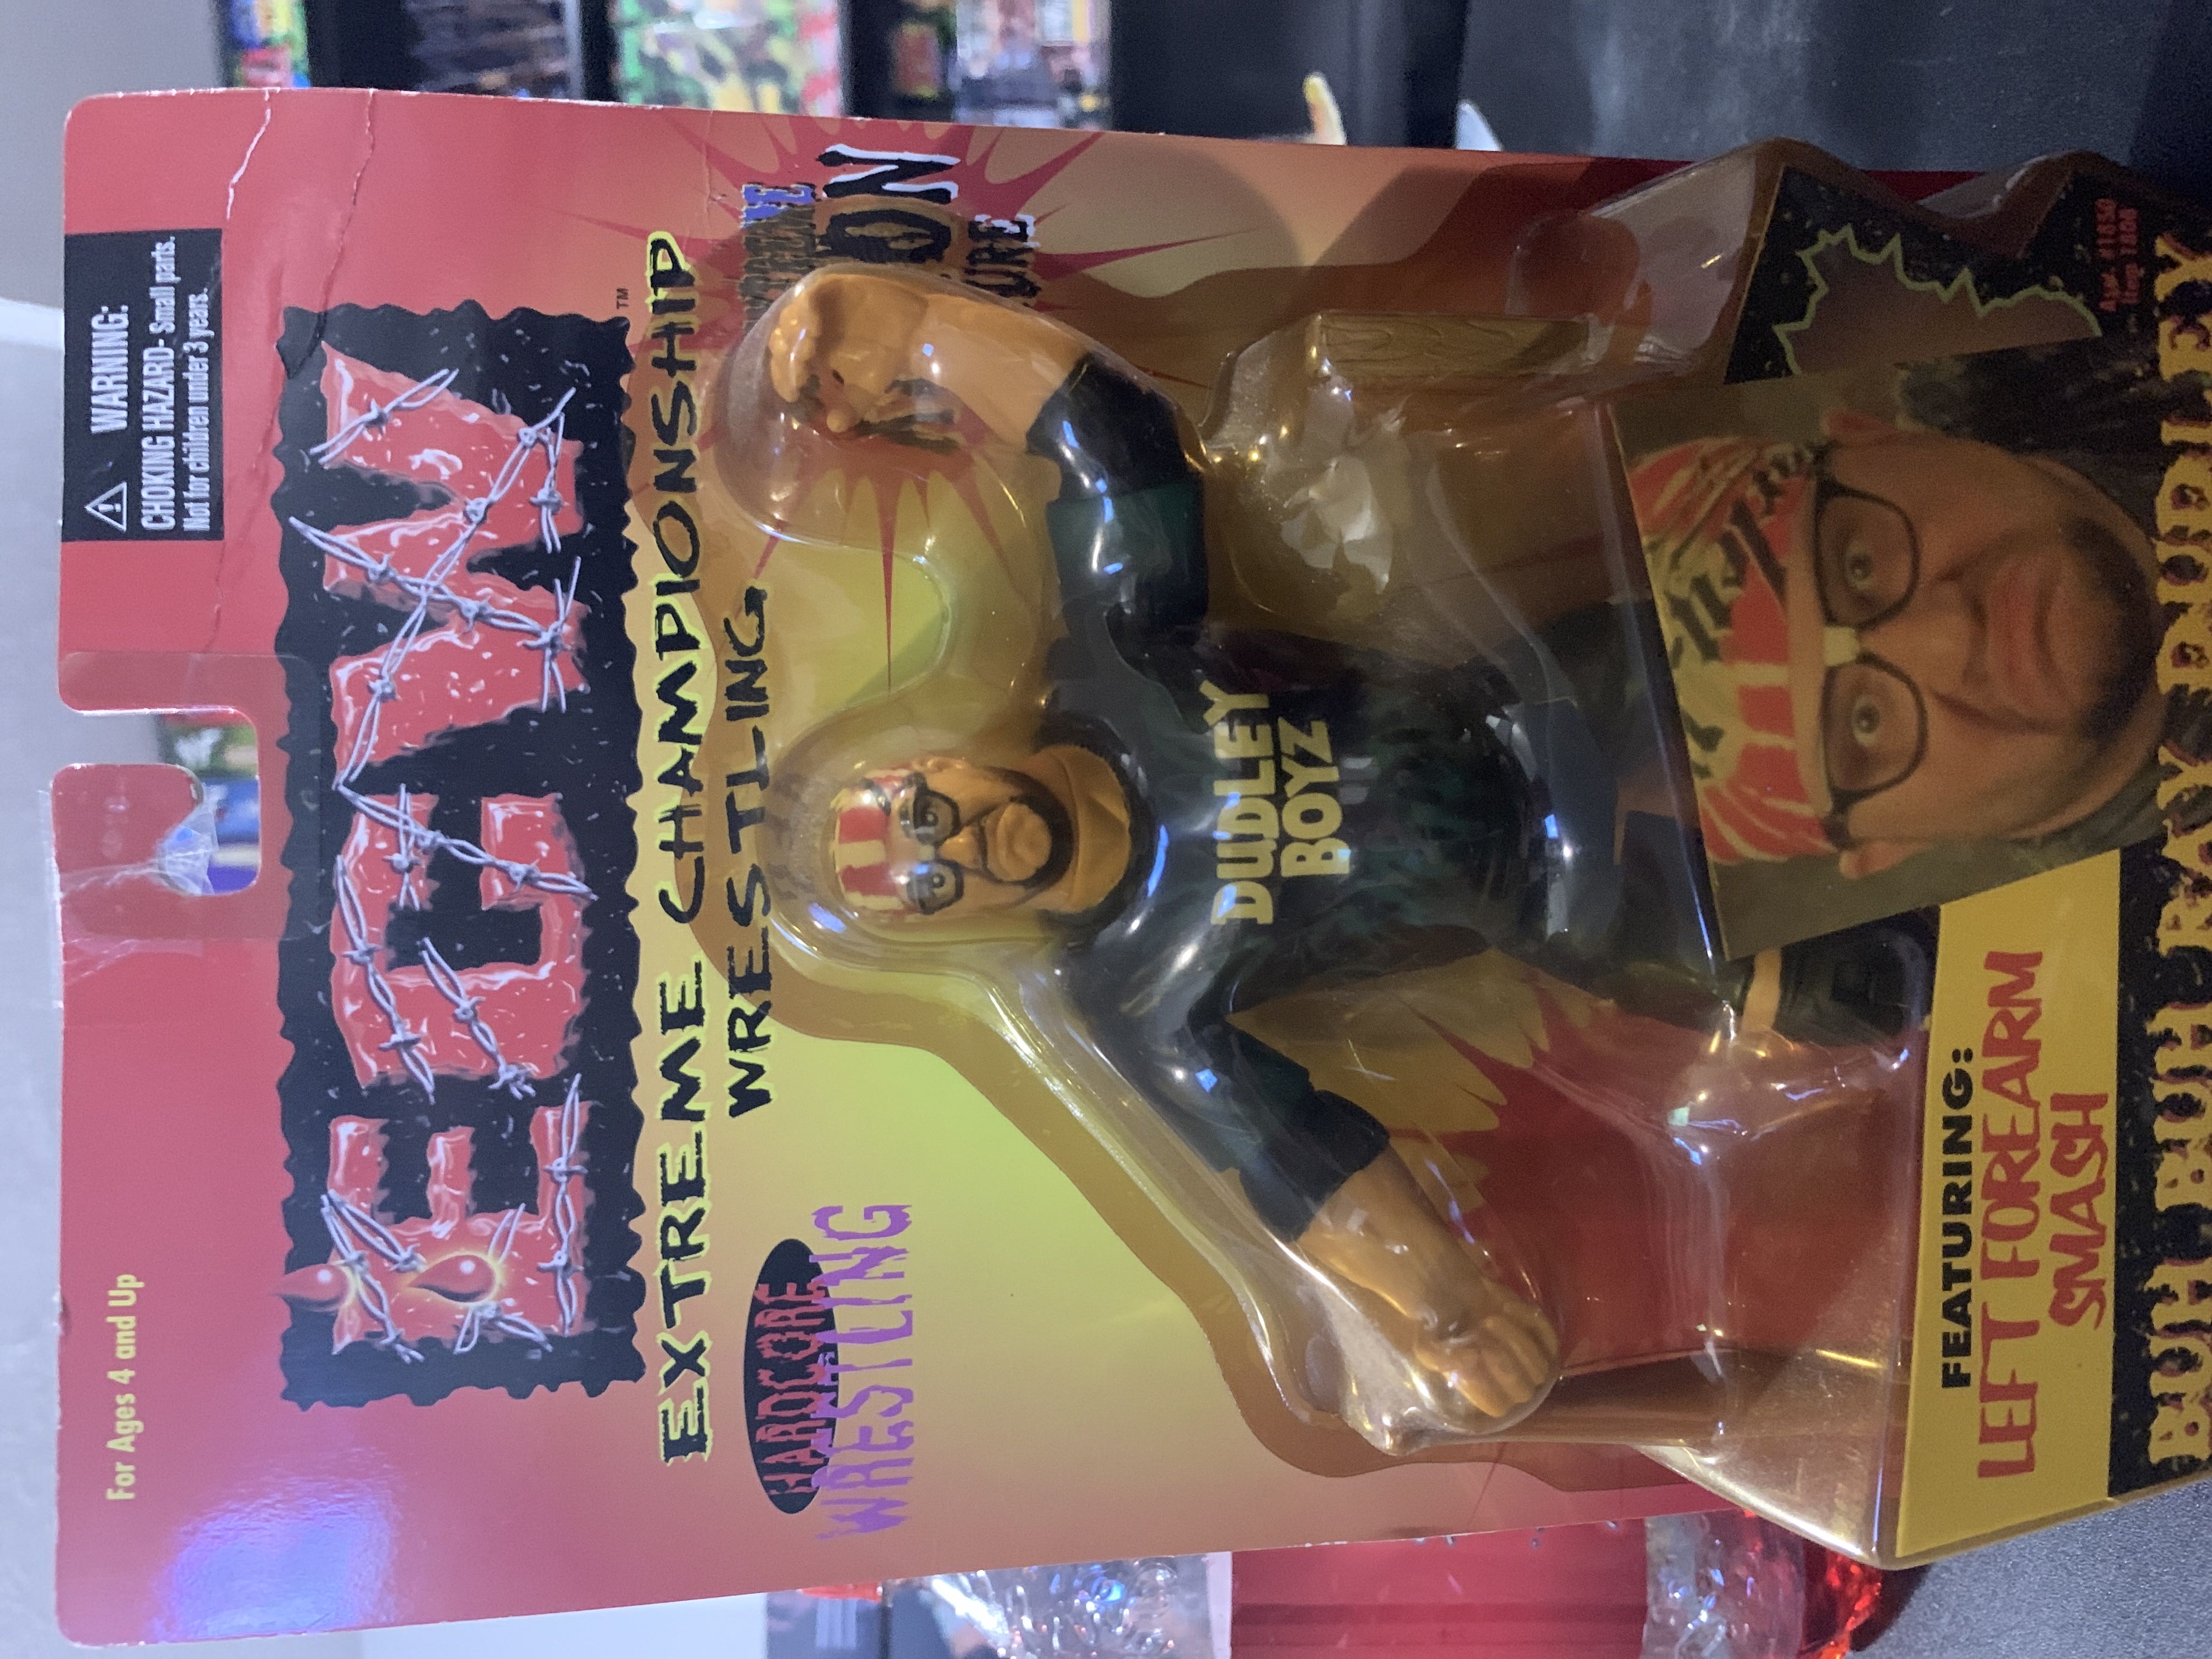 For Ages 4 and Up
WARNING:
CHOKING HAZARD- Small parts.
Not for children under 3 years.
ECW
TM
EXTREME CHAMPIONSHIP
WRESTLING
HARDCORE
WRESTLING
DUDLEY
BOYZ
FEATURING:
LEFT FOREARM
SMASH
BUH BUH RAY DUDLEY